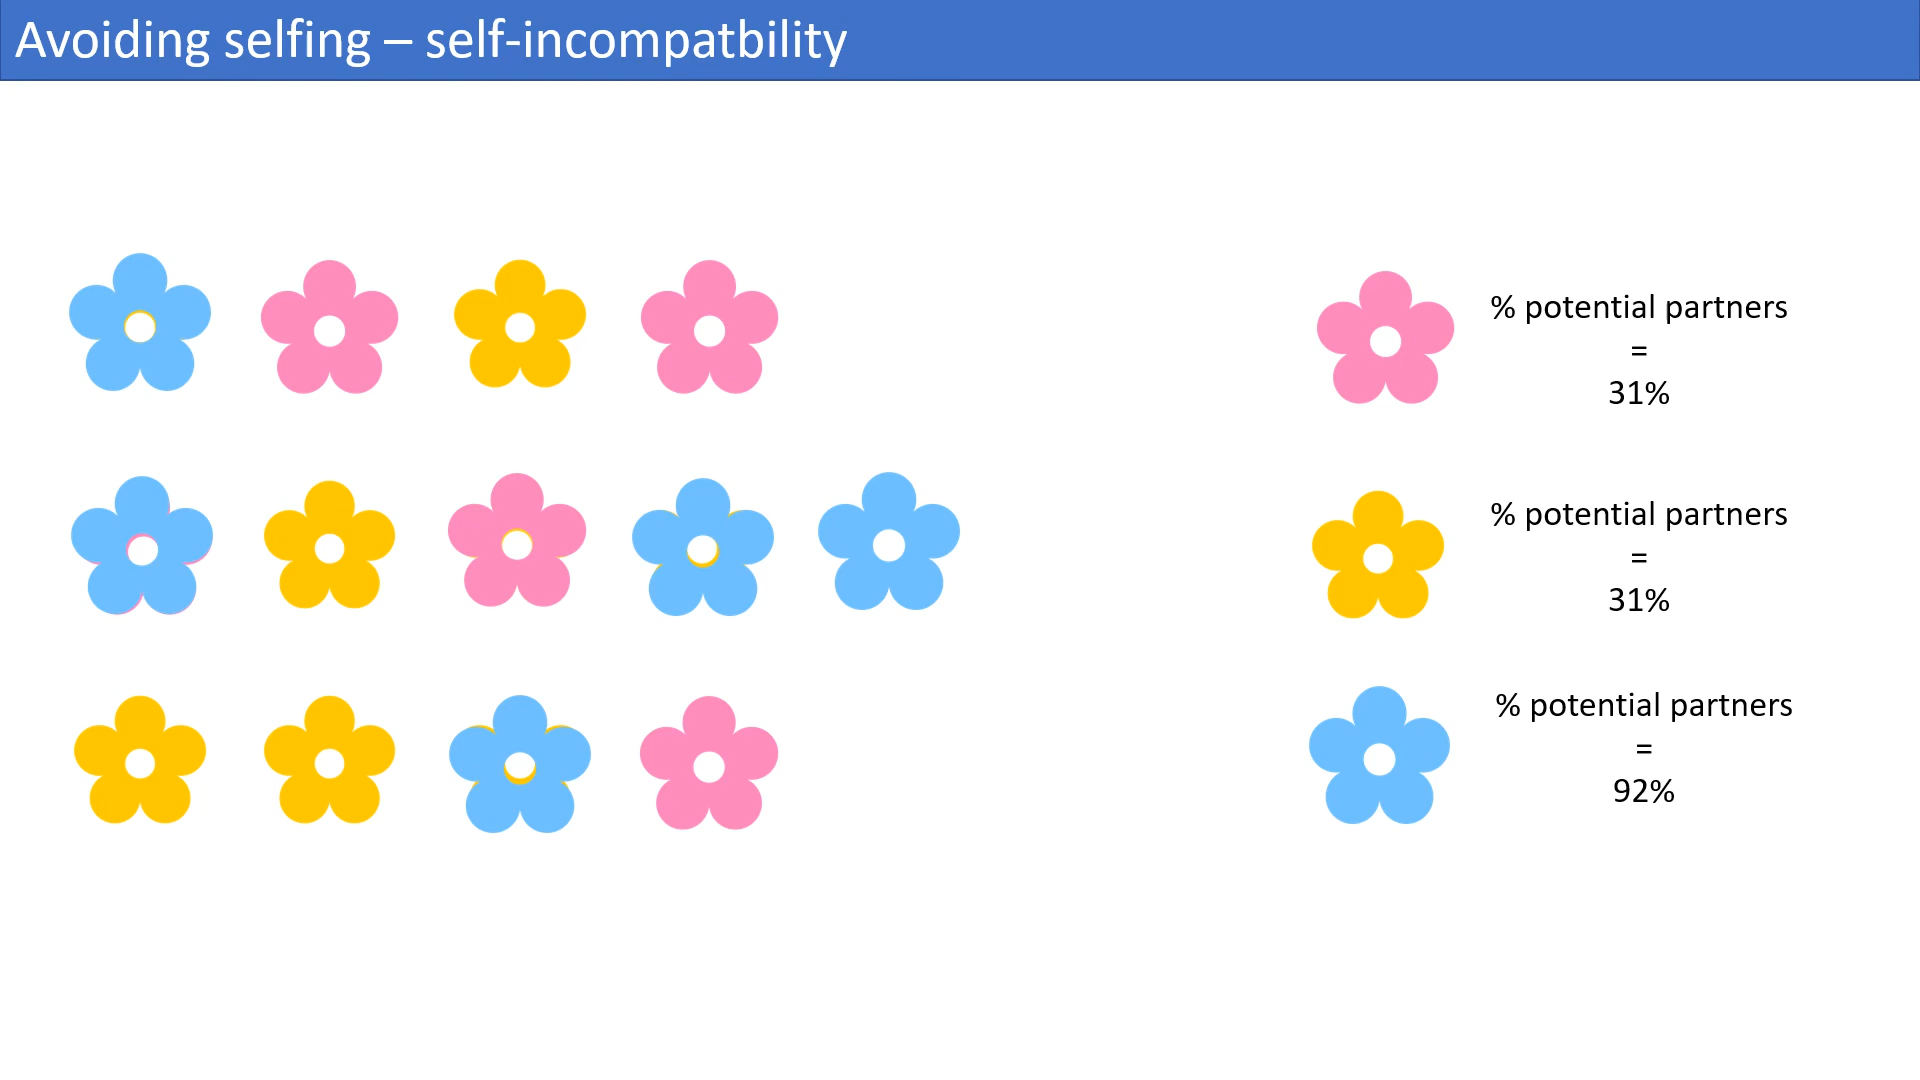 Avoiding selfing – self-incompatbility
% potential partners
=
31%
% potential partners
=
31%
% potential partners
=
92%